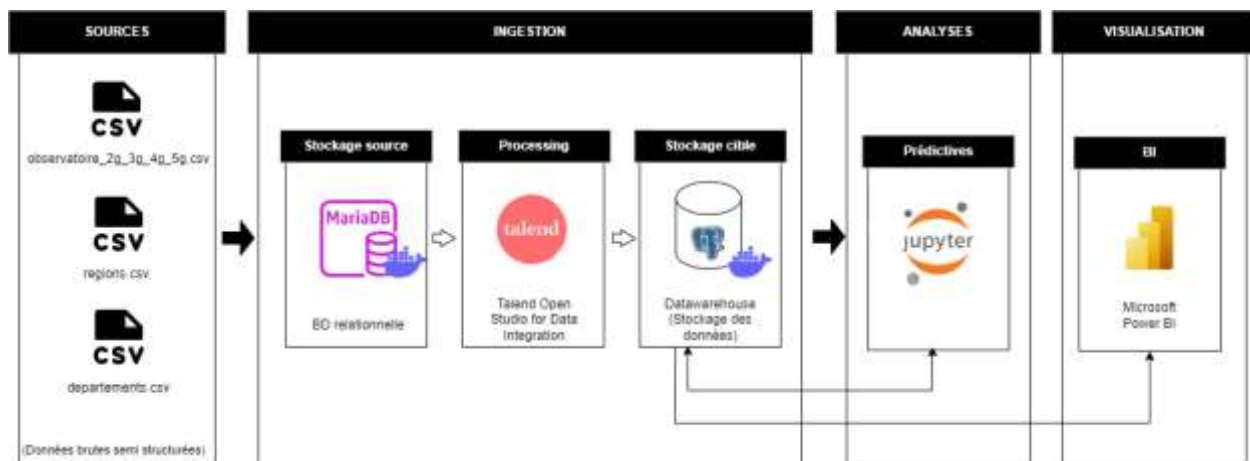 SOURCES
CSV
observatoire_2g_3g_4g_5g.csv
CSV
regions.csv
CSV
departements.csv
(Données brutes semi structurées)
INGESTION
Stockage source
MariaDB
BD relationnelle
Processing
talend
Talend Open
Studio for Data
Integration
Stockage cible
Datawarehouse
(Stockage des
données)
ANALYSES
Prédictives
jupyter
VISUALISATION
BI
Microsoft
Power BI